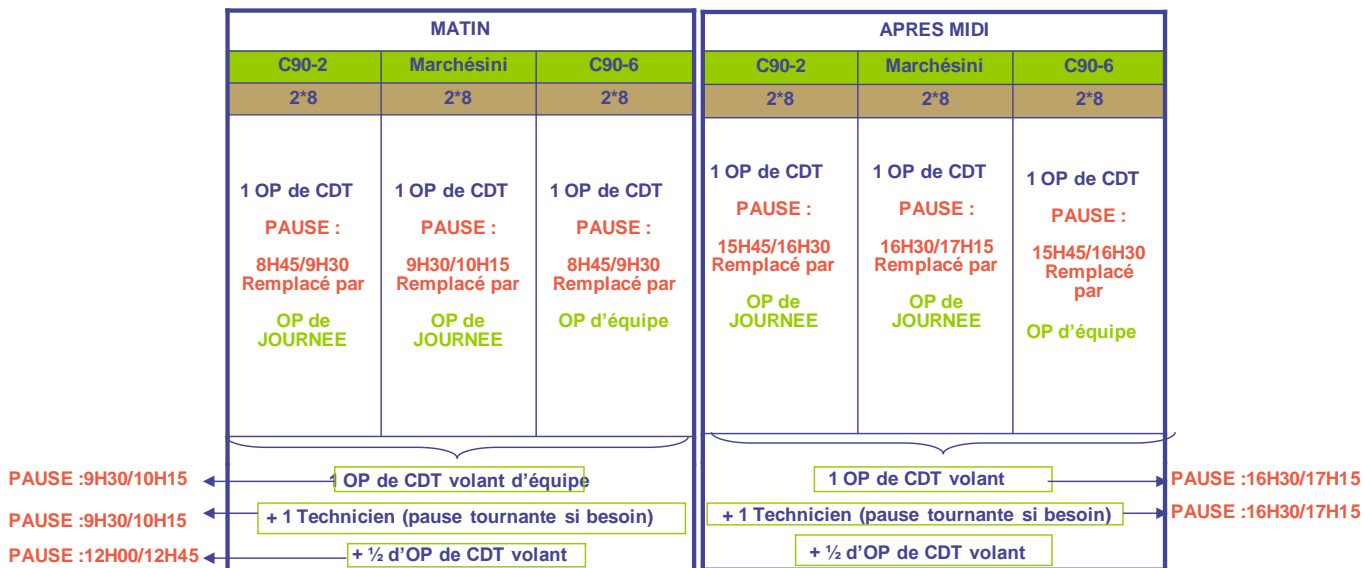 MATIN
C90-2 Marchésini C90-6
2*8 2*8 2*8
1 OP de CDT 1 OP de CDT 1 OP de CDT
PAUSE : PAUSE : PAUSE :
8H45/9H30 9H30/10H15 8H45/9H30
Remplacé par Remplacé par Remplacé par
OP de OP de OP d'équipe
JOURNEE JOURNEE
APRES MIDI
C90-2 Marchésini C90-6
2*8 2*8 2*8
1 OP de CDT 1 OP de CDT 1 OP de CDT
PAUSE : PAUSE : PAUSE :
15H45/16H30 16H30/17H15 15H45/16H30
Remplacé par Remplacé par Remplacé
par
OP de OP de OP d'équipe
JOURNEE JOURNEE
PAUSE :9H30/10H15 1 OP de CDT volant d'équipe 1 OP de CDT volant PAUSE :16H30/17H15
PAUSE :9H30/10H15 + 1 Technicien (pause tournante si besoin) + 1 Technicien (pause tournante si besoin) PAUSE :16H30/17H15
PAUSE :12H00/12H45 + ½ d'OP de CDT volant + ½ d'OP de CDT volant